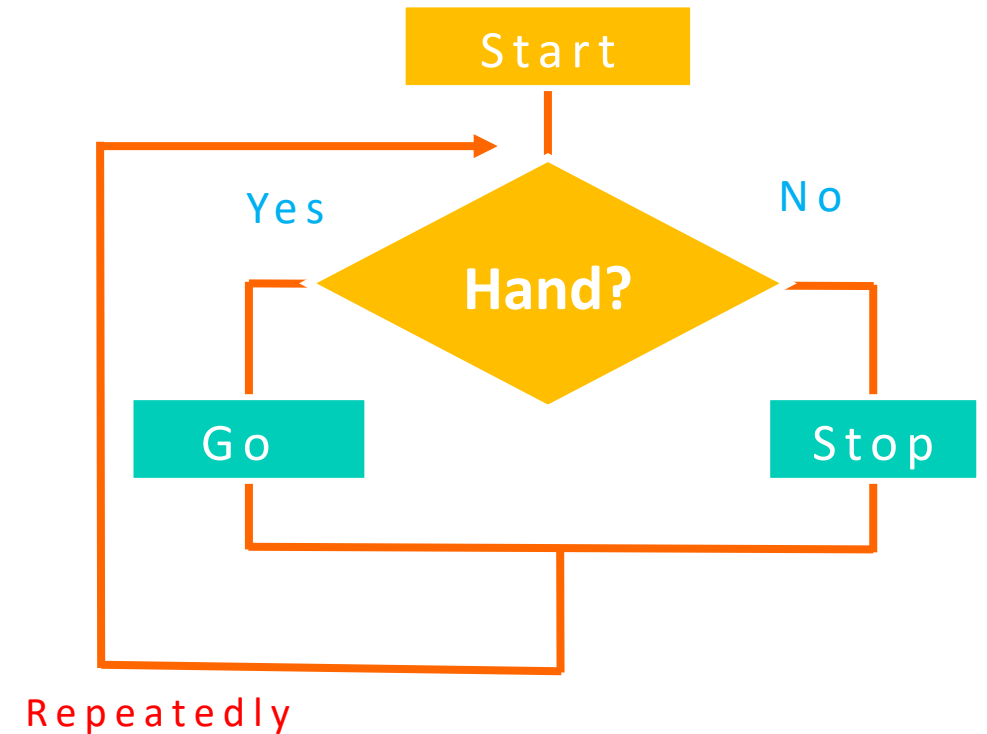 Start
Yes
No
Hand?
Go
Stop
Repeatedly